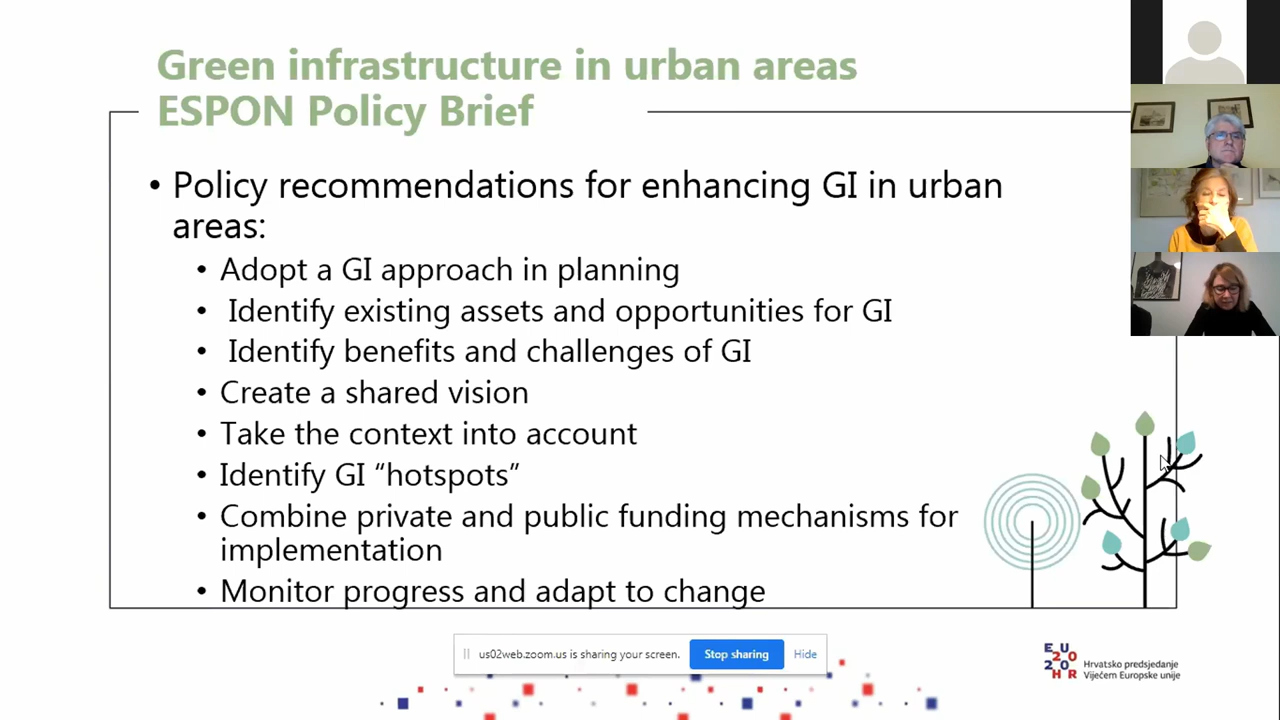 Green infrastructure in urban areas
ESPON Policy Brief
• Policy recommendations for enhancing GI in urban
areas:
• Adopt a GI approach in planning
• Identify existing assets and opportunities for GI
• Identify benefits and challenges of GI
• Create a shared vision
• Take the context into account
• Identify GI “hotspots”
• Combine private and public funding mechanisms for
implementation
• Monitor progress and adapt to change
us02web.zoom.us is sharing your screen.
Stop sharing
Hide
EU2020HR
Hrvatsko predsjedanje
Vijećem Europske unije